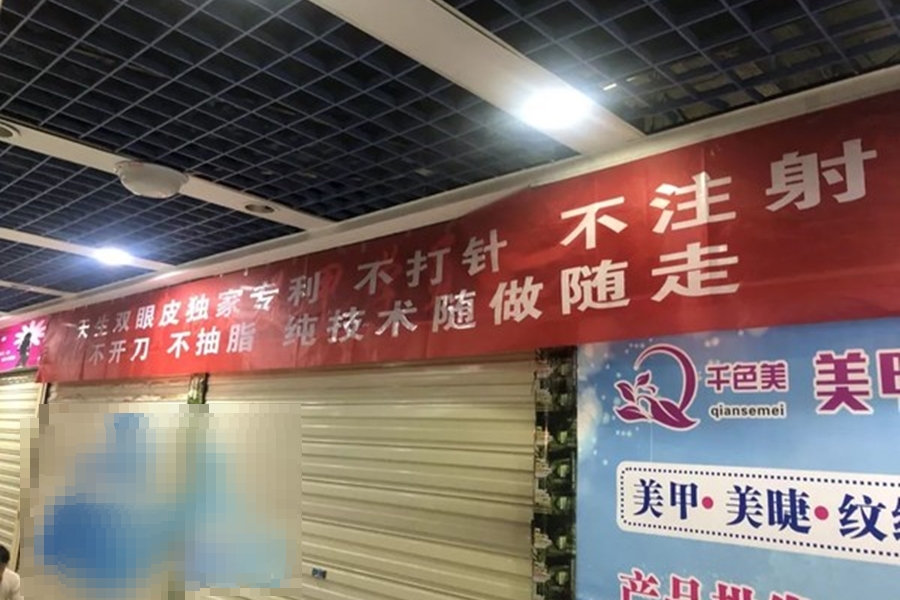 天生双眼皮独家专利 不打针 不注射
不开刀 不抽脂 纯技术随做随走
千色美
qiansemei
美甲
美甲•美睫•纹